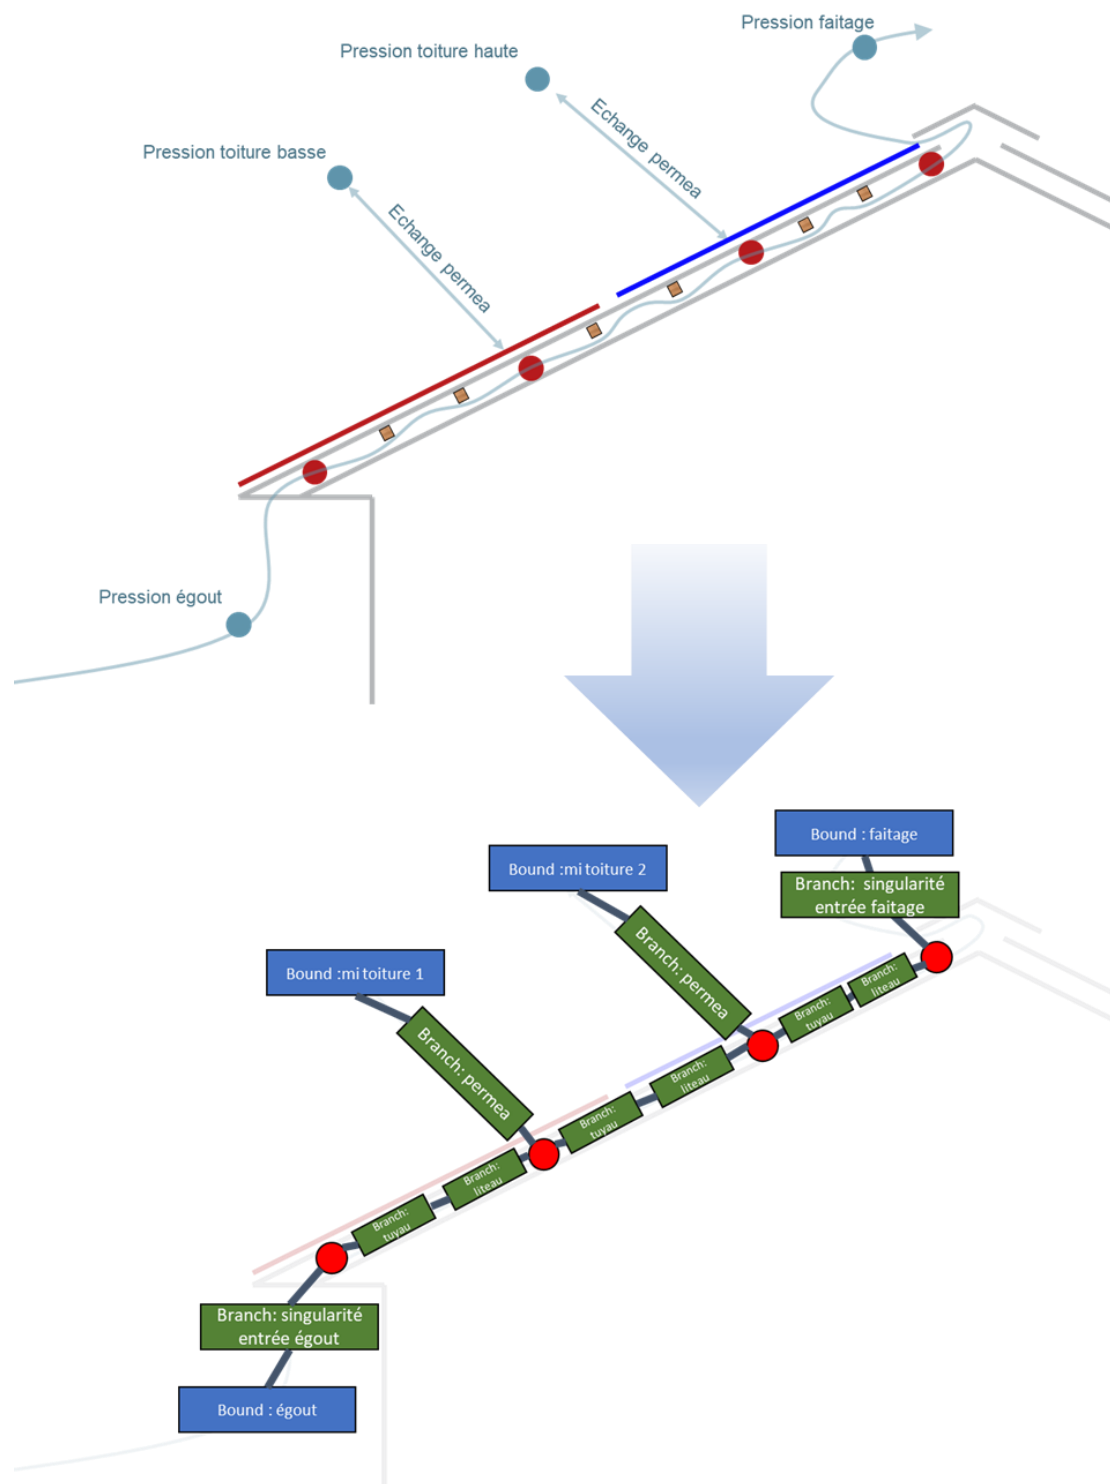 Pression faitage
Pression toiture haute
Echange permea
Pression toiture basse
Echange permea
Pression égout
Bound : faitage
Branch: singularité
entrée faitage
Bound :mi toiture 2
Branch: permea
Branch:
liteau
Branch:
tuyau
Bound :mi toiture 1
Branch: permea
Branch:
liteau
Branch:
tuyau
Branch:
liteau
Branch:
tuyau
Branch: singularité
entrée égout
Bound : égout